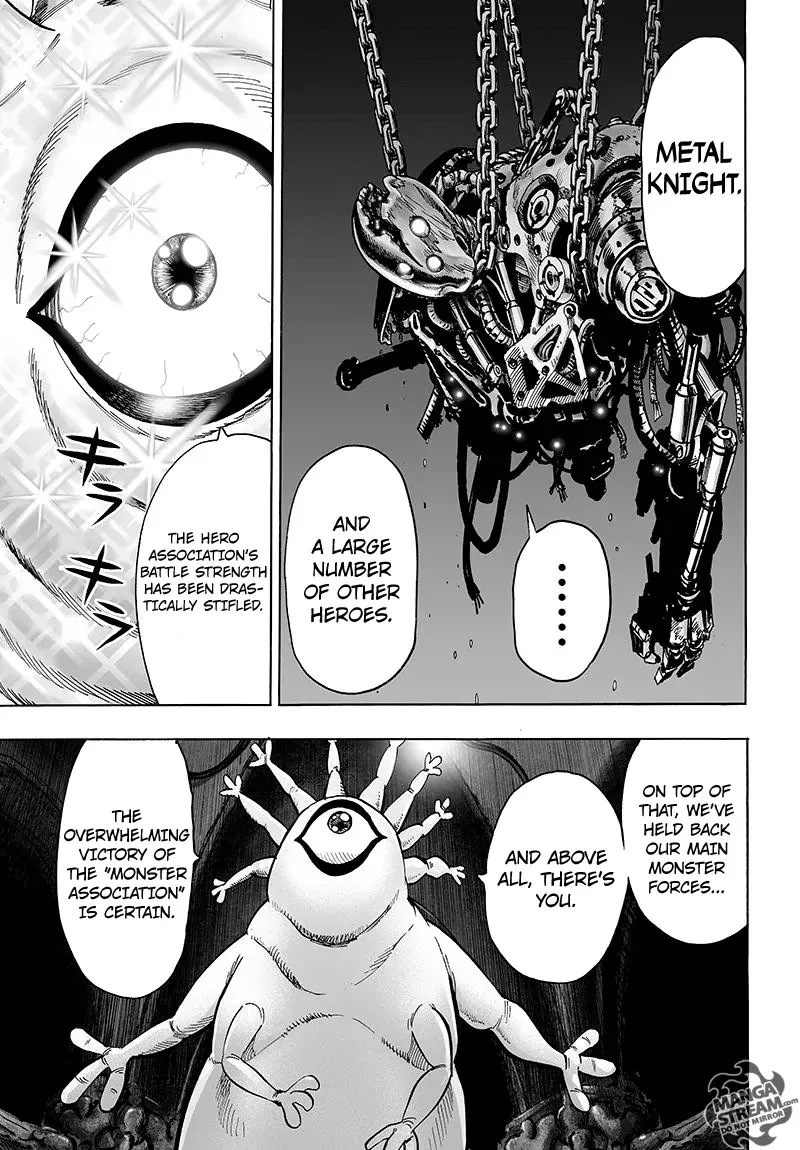 METAL
KNIGHT.
AND
A LARGE
NUMBER
OF OTHER
HEROES.
......
THE HERO
ASSOCIATION'S
BATTLE STRENGTH
HAS BEEN DRAS-
TICALLY STIFLED.
キラキラ
ON TOP OF
THAT, WE'VE
HELD BACK
OUR MAIN
MONSTER
FORCES...
AND ABOVE
ALL, THERE'S
YOU.
THE
OVERWHELMING
VICTORY OF
THE "MONSTER
ASSOCIATION"
IS CERTAIN.
MANGA
STREAM.com
DO NOT MIRROR